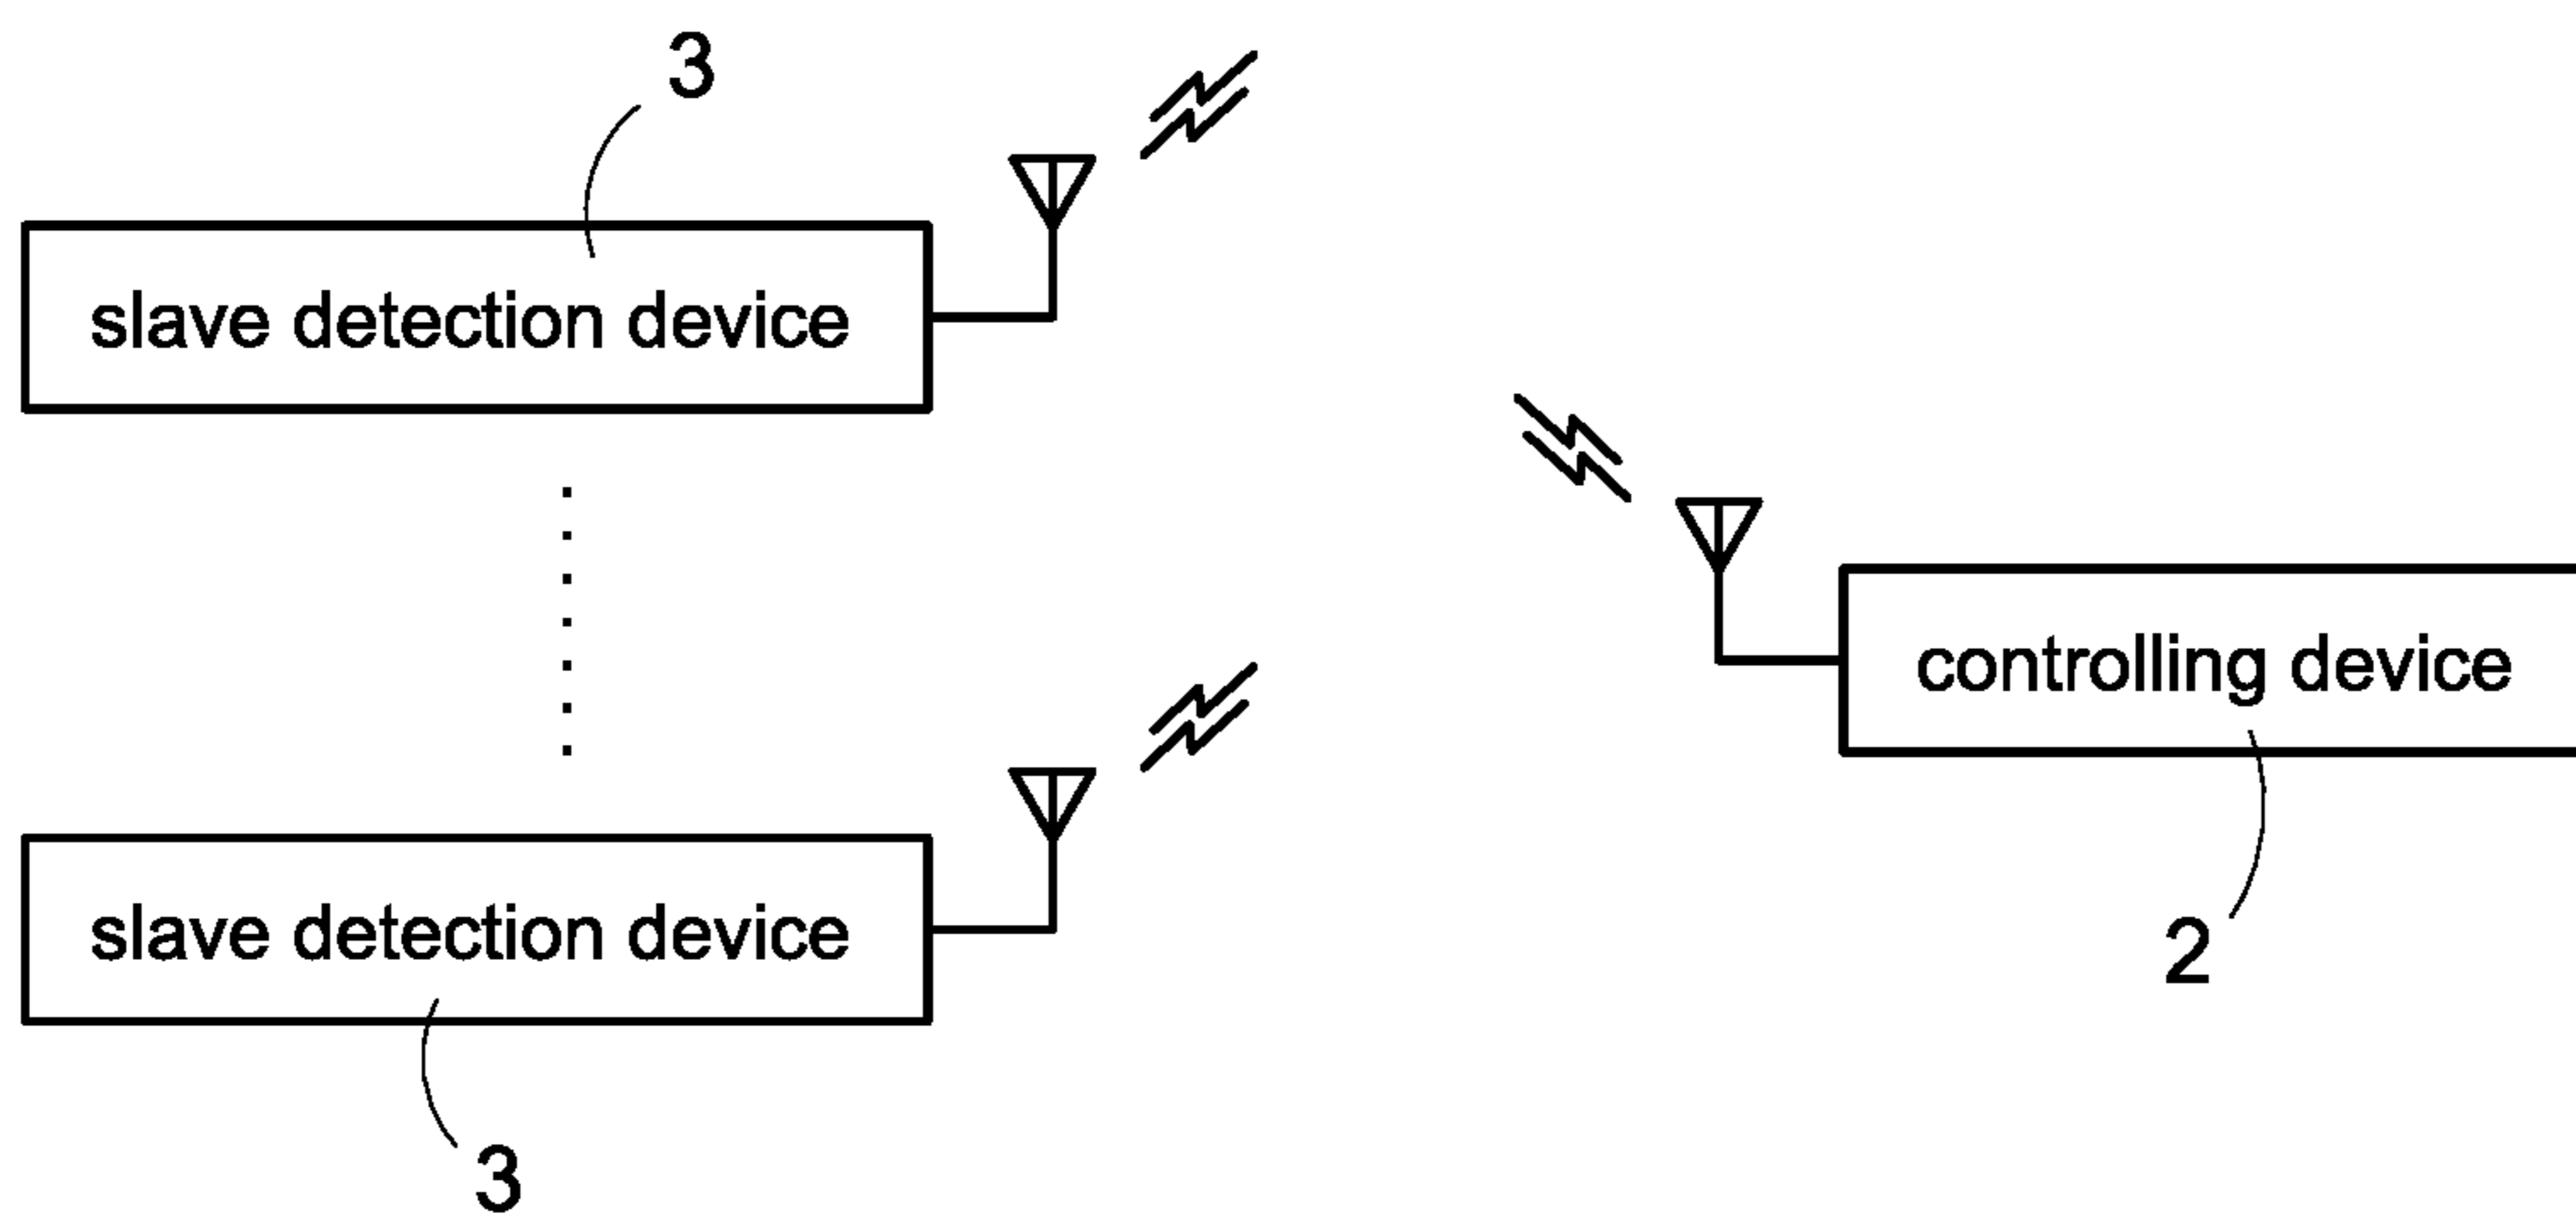 3
slave detection device
controlling device
slave detection device
2
3